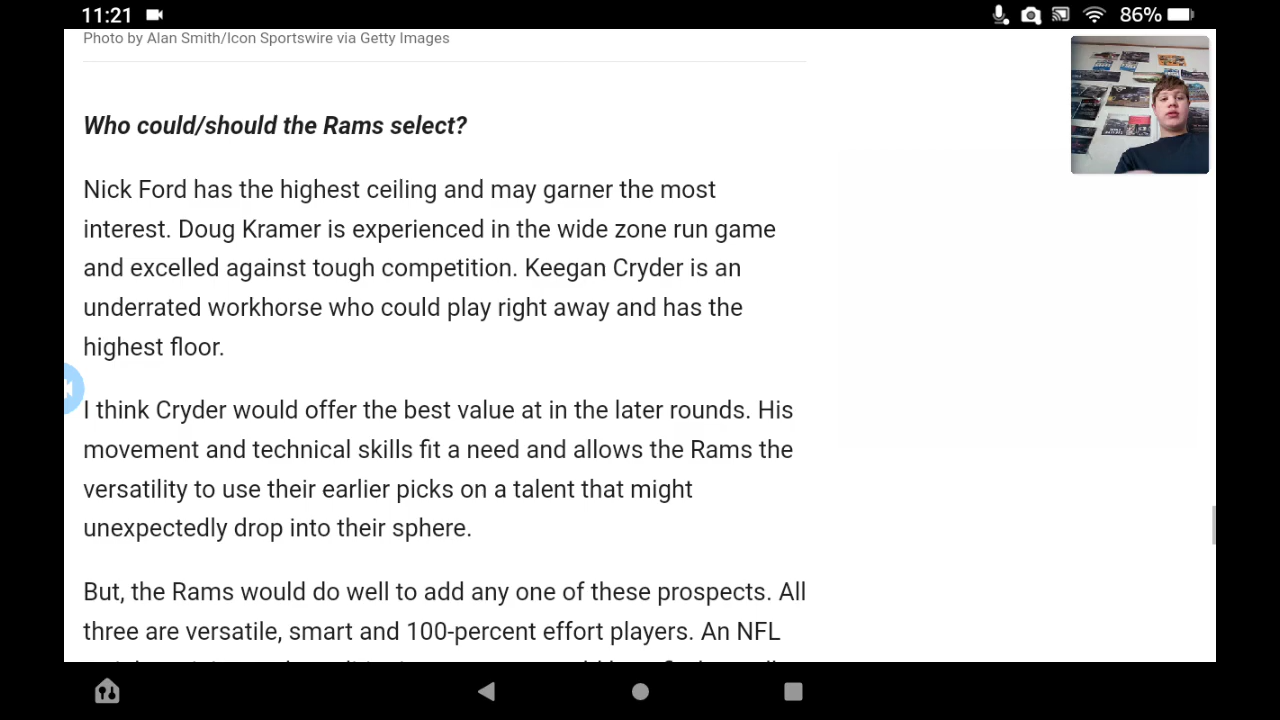 11:21
86%
Photo by Alan Smith/Icon Sportswire via Getty Images
Who could/should the Rams select?
Nick Ford has the highest ceiling and may garner the most
interest. Doug Kramer is experienced in the wide zone run game
and excelled against tough competition. Keegan Cryder is an
underrated workhorse who could play right away and has the
highest floor.
I think Cryder would offer the best value at in the later rounds. His
movement and technical skills fit a need and allows the Rams the
versatility to use their earlier picks on a talent that might
unexpectedly drop into their sphere.
But, the Rams would do well to add any one of these prospects. All
three are versatile, smart and 100-percent effort players. An NFL